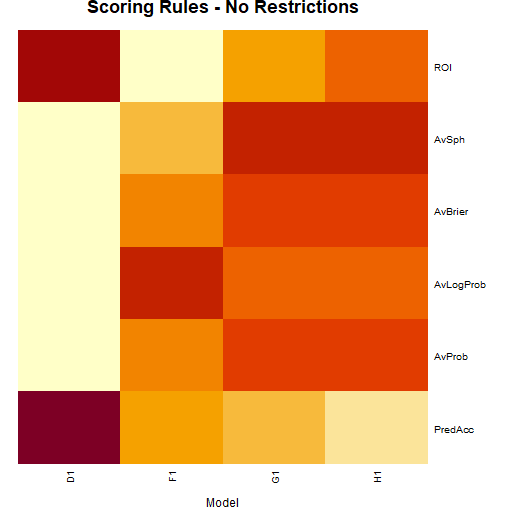 Scoring Rules - No Restrictions
ROI
AvSph
AvBrier
AvLogProb
AvProb
PredAcc
D1
F1
G1
H1
Model